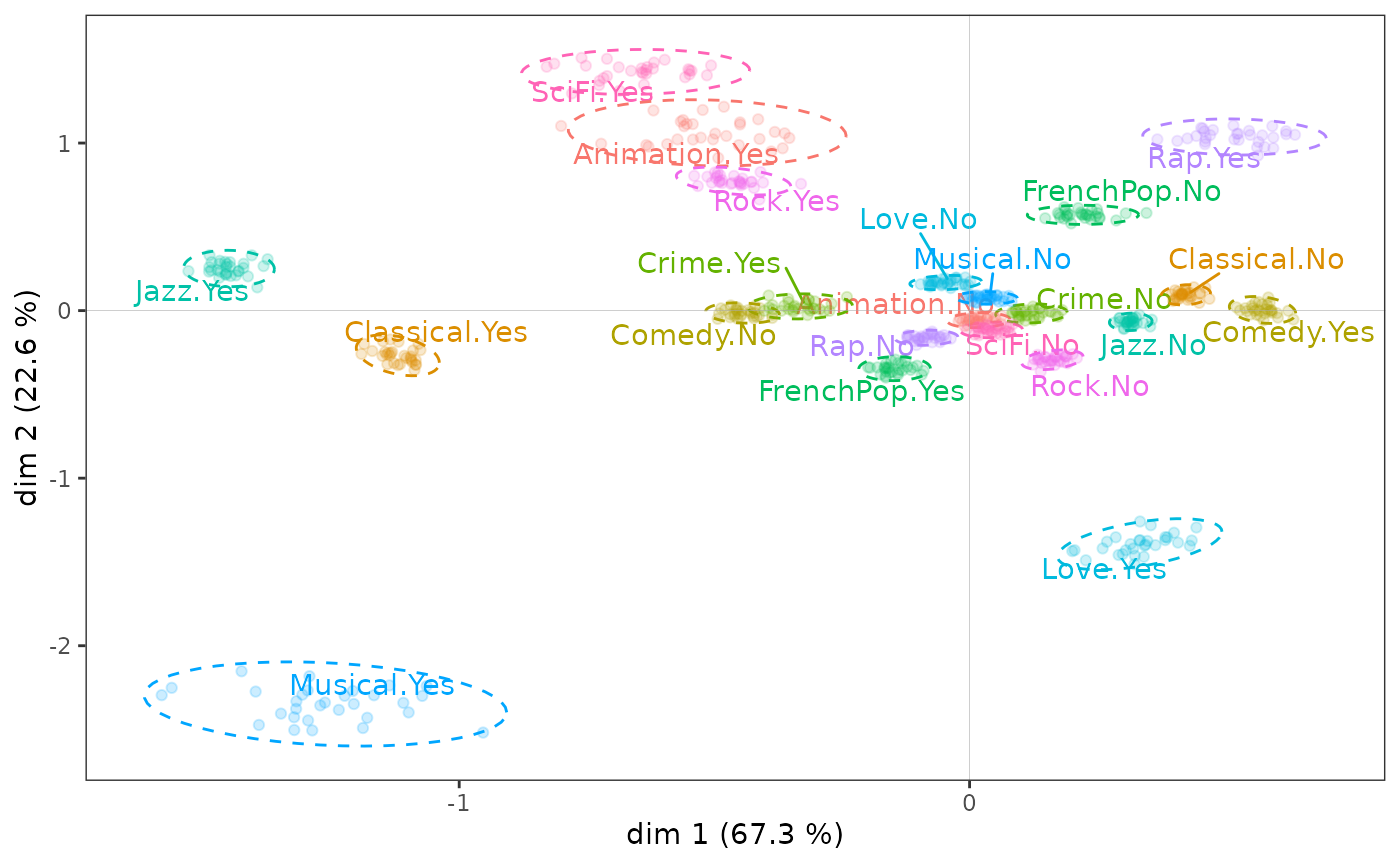 SciFi.Yes
1
Animation.Yes
Rap.Yes
Rock.Yes
FrenchPop.No
Love.No
Crime.Yes
Musical.No
Classical.No
Jazz.Yes
Animation.No
Crime.No
0
Classical.Yes
Comedy.No
Rap.No
SciFi.No
Jazz.No
Comedy.Yes
FrenchPop.Yes
Rock.No
dim 2 (22.6 %)
-1
Love.Yes
-2
Musical.Yes
-1
0
dim 1 (67.3 %)